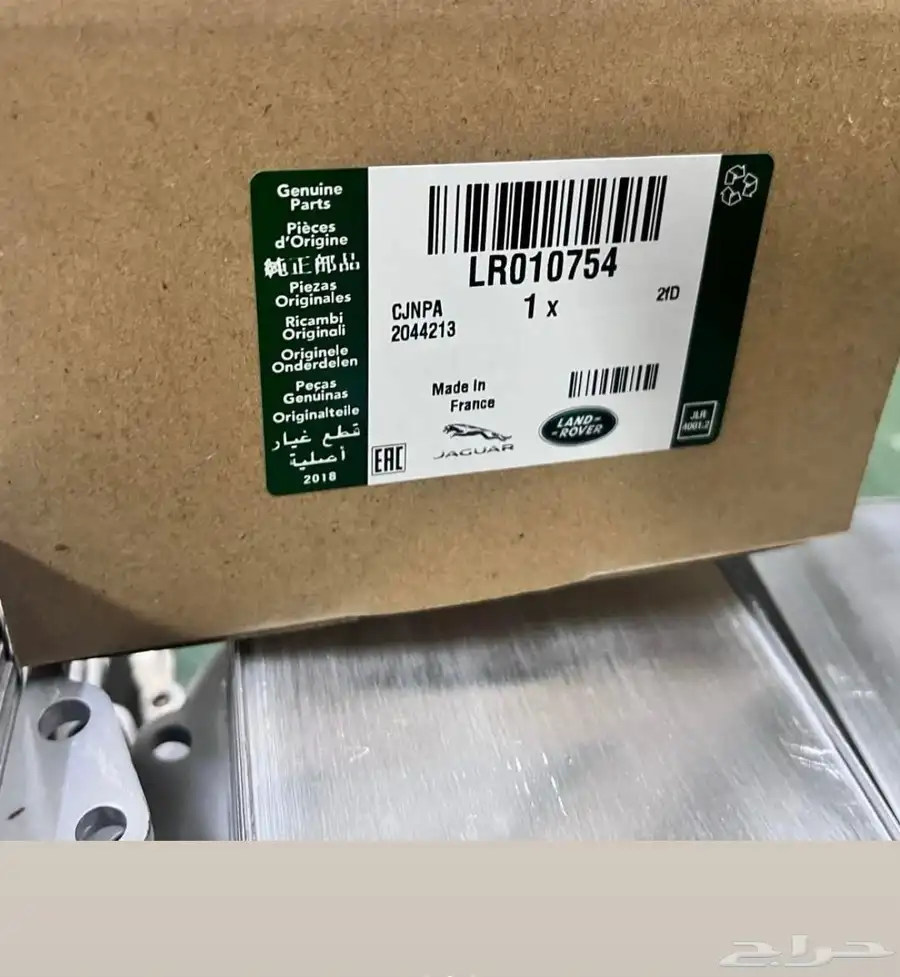 Genuine
Parts
Pièces
d'Origine
純正部品
Piezas
Originales
Ricambi
Originali
Originele
Onderdelen
Peças
Genuínas
Originalteile
قطع غيار
أصلية
2018
LR010754
CJNPA
2044213
1 x
21D
Made in
France
EAC
JAGUAR
LAND-
-ROVER
JLR
4001.2
حراج